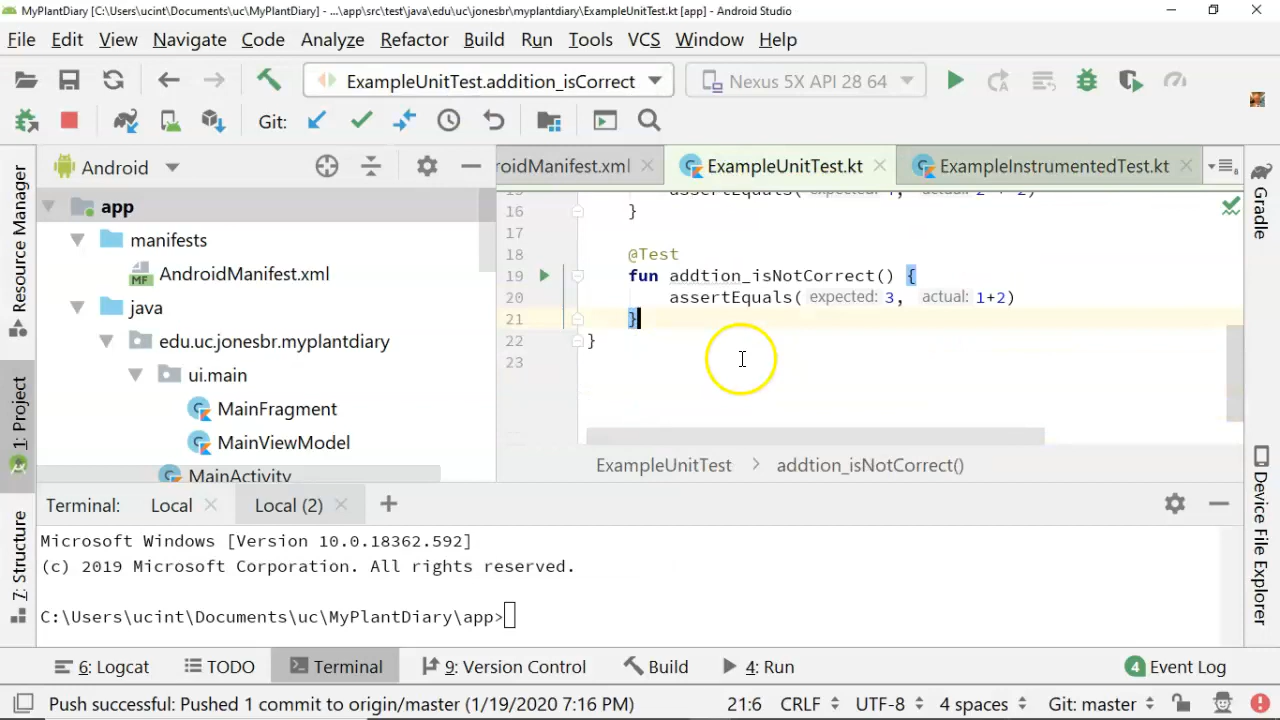 MyPlantDiary [C:\Users\ucint\Documents\uc\MyPlantDiary] - ...\app\src\test\java\edu\uc\jonesbr\myplantdiary\ExampleUnitTest.kt [app] - Android Studio
File Edit View Navigate Code Analyze Refactor Build Run Tools VCS Window Help
ExampleUnitTest.addition_isCorrect Nexus 5X API 28 64
Git:
Android
roidManifest.xml ExampleUnitTest.kt ExampleInstrumentedTest.kt
Resource Manager
1: Project
7: Structure
app
manifests
MF AndroidManifest.xml
java
edu.uc.jonesbr.myplantdiary
ui.main
MainFragment
MainViewModel
MainActivity
16 }
17
18 @Test
19 fun addtion_isNotCorrect() {
20 assertEquals( expected: 3, actual: 1+2)
21 }
22 }
23
ExampleUnitTest > addtion_isNotCorrect()
Gradle
Device File Explorer
Terminal: Local Local (2)
Microsoft Windows [Version 10.0.18362.592]
(c) 2019 Microsoft Corporation. All rights reserved.
C:\Users\ucint\Documents\uc\MyPlantDiary\app>
6: Logcat TODO Terminal 9: Version Control Build 4: Run 4 Event Log
Push successful: Pushed 1 commit to origin/master (1/19/2020 7:16 PM) 21:6 CRLF UTF-8 4 spaces Git: master